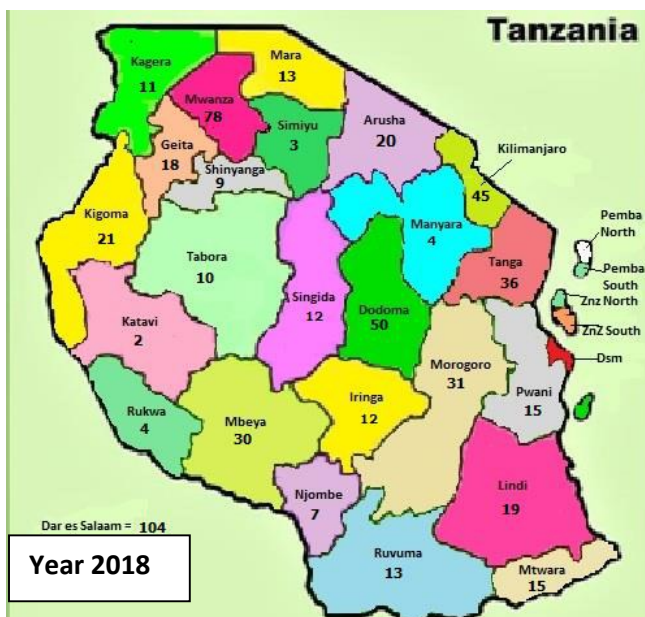 Tanzania
Kagera
11
Mara
13
Mwanza
78
Simiyu
3
Arusha
20
Geita
18
Shinyanga
9
Kilimanjaro
45
Kigoma
21
Manyara
4
Pemba
North
Tabora
10
Tanga
36
Pemba
South
Znz North
Singida
12
Dodoma
50
ZnZ South
Katavi
2
Dsm
Morogoro
31
Pwani
15
Rukwa
4
Mbeya
30
Iringa
12
Njombe
7
Lindi
19
Dar es Salaam = 104
Year 2018
Ruvuma
13
Mtwara
15